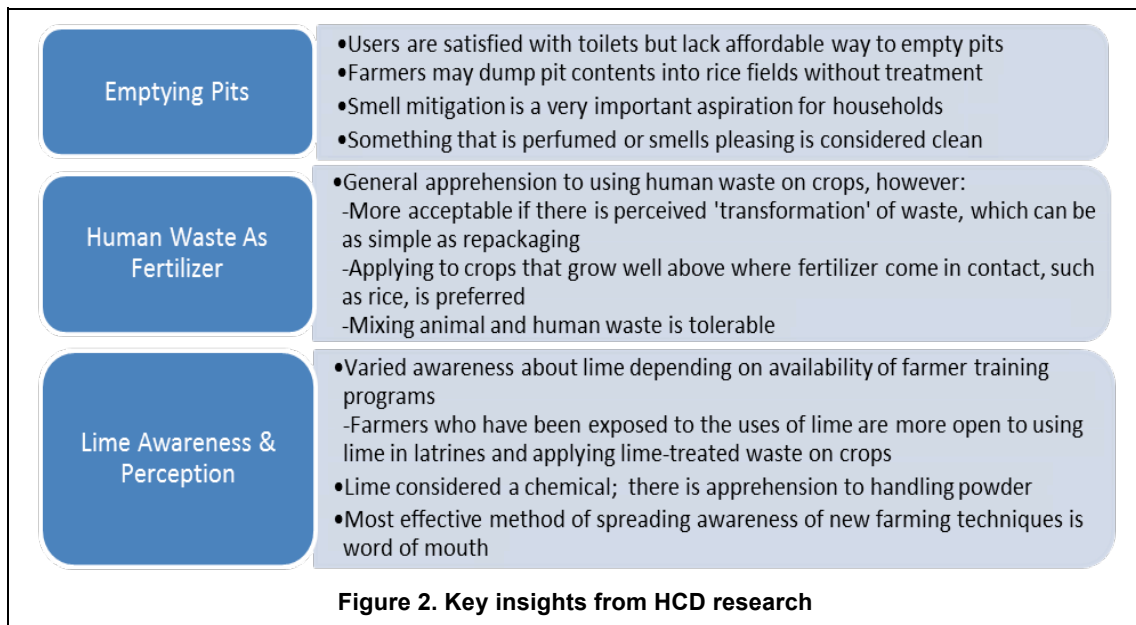 Emptying Pits
•Users are satisfied with toilets but lack affordable way to empty pits
•Farmers may dump pit contents into rice fields without treatment
•Smell mitigation is a very important aspiration for households
•Something that is perfumed or smells pleasing is considered clean
Human Waste As
Fertilizer
•General apprehension to using human waste on crops, however:
-More acceptable if there is perceived 'transformation' of waste, which can be
as simple as repackaging
-Applying to crops that grow well above where fertilizer come in contact, such
as rice, is preferred
-Mixing animal and human waste is tolerable
Lime Awareness &
Perception
•Varied awareness about lime depending on availability of farmer training
programs
-Farmers who have been exposed to the uses of lime are more open to using
lime in latrines and applying lime-treated waste on crops
•Lime considered a chemical; there is apprehension to handling powder
•Most effective method of spreading awareness of new farming techniques is
word of mouth
Figure 2. Key insights from HCD research